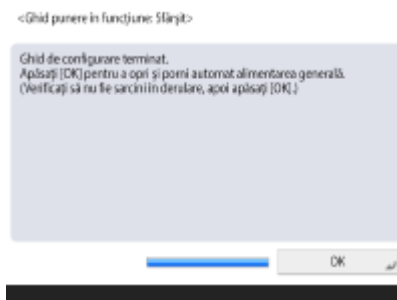 <Ghid punere în funcțiune: Sfârșit>
Ghid de configurare terminat.
Apăsați [OK] pentru a opri și porni automat alimentarea generală.
(Verificați să nu fie sarcini în derulare, apoi apăsați [OK].)
OK